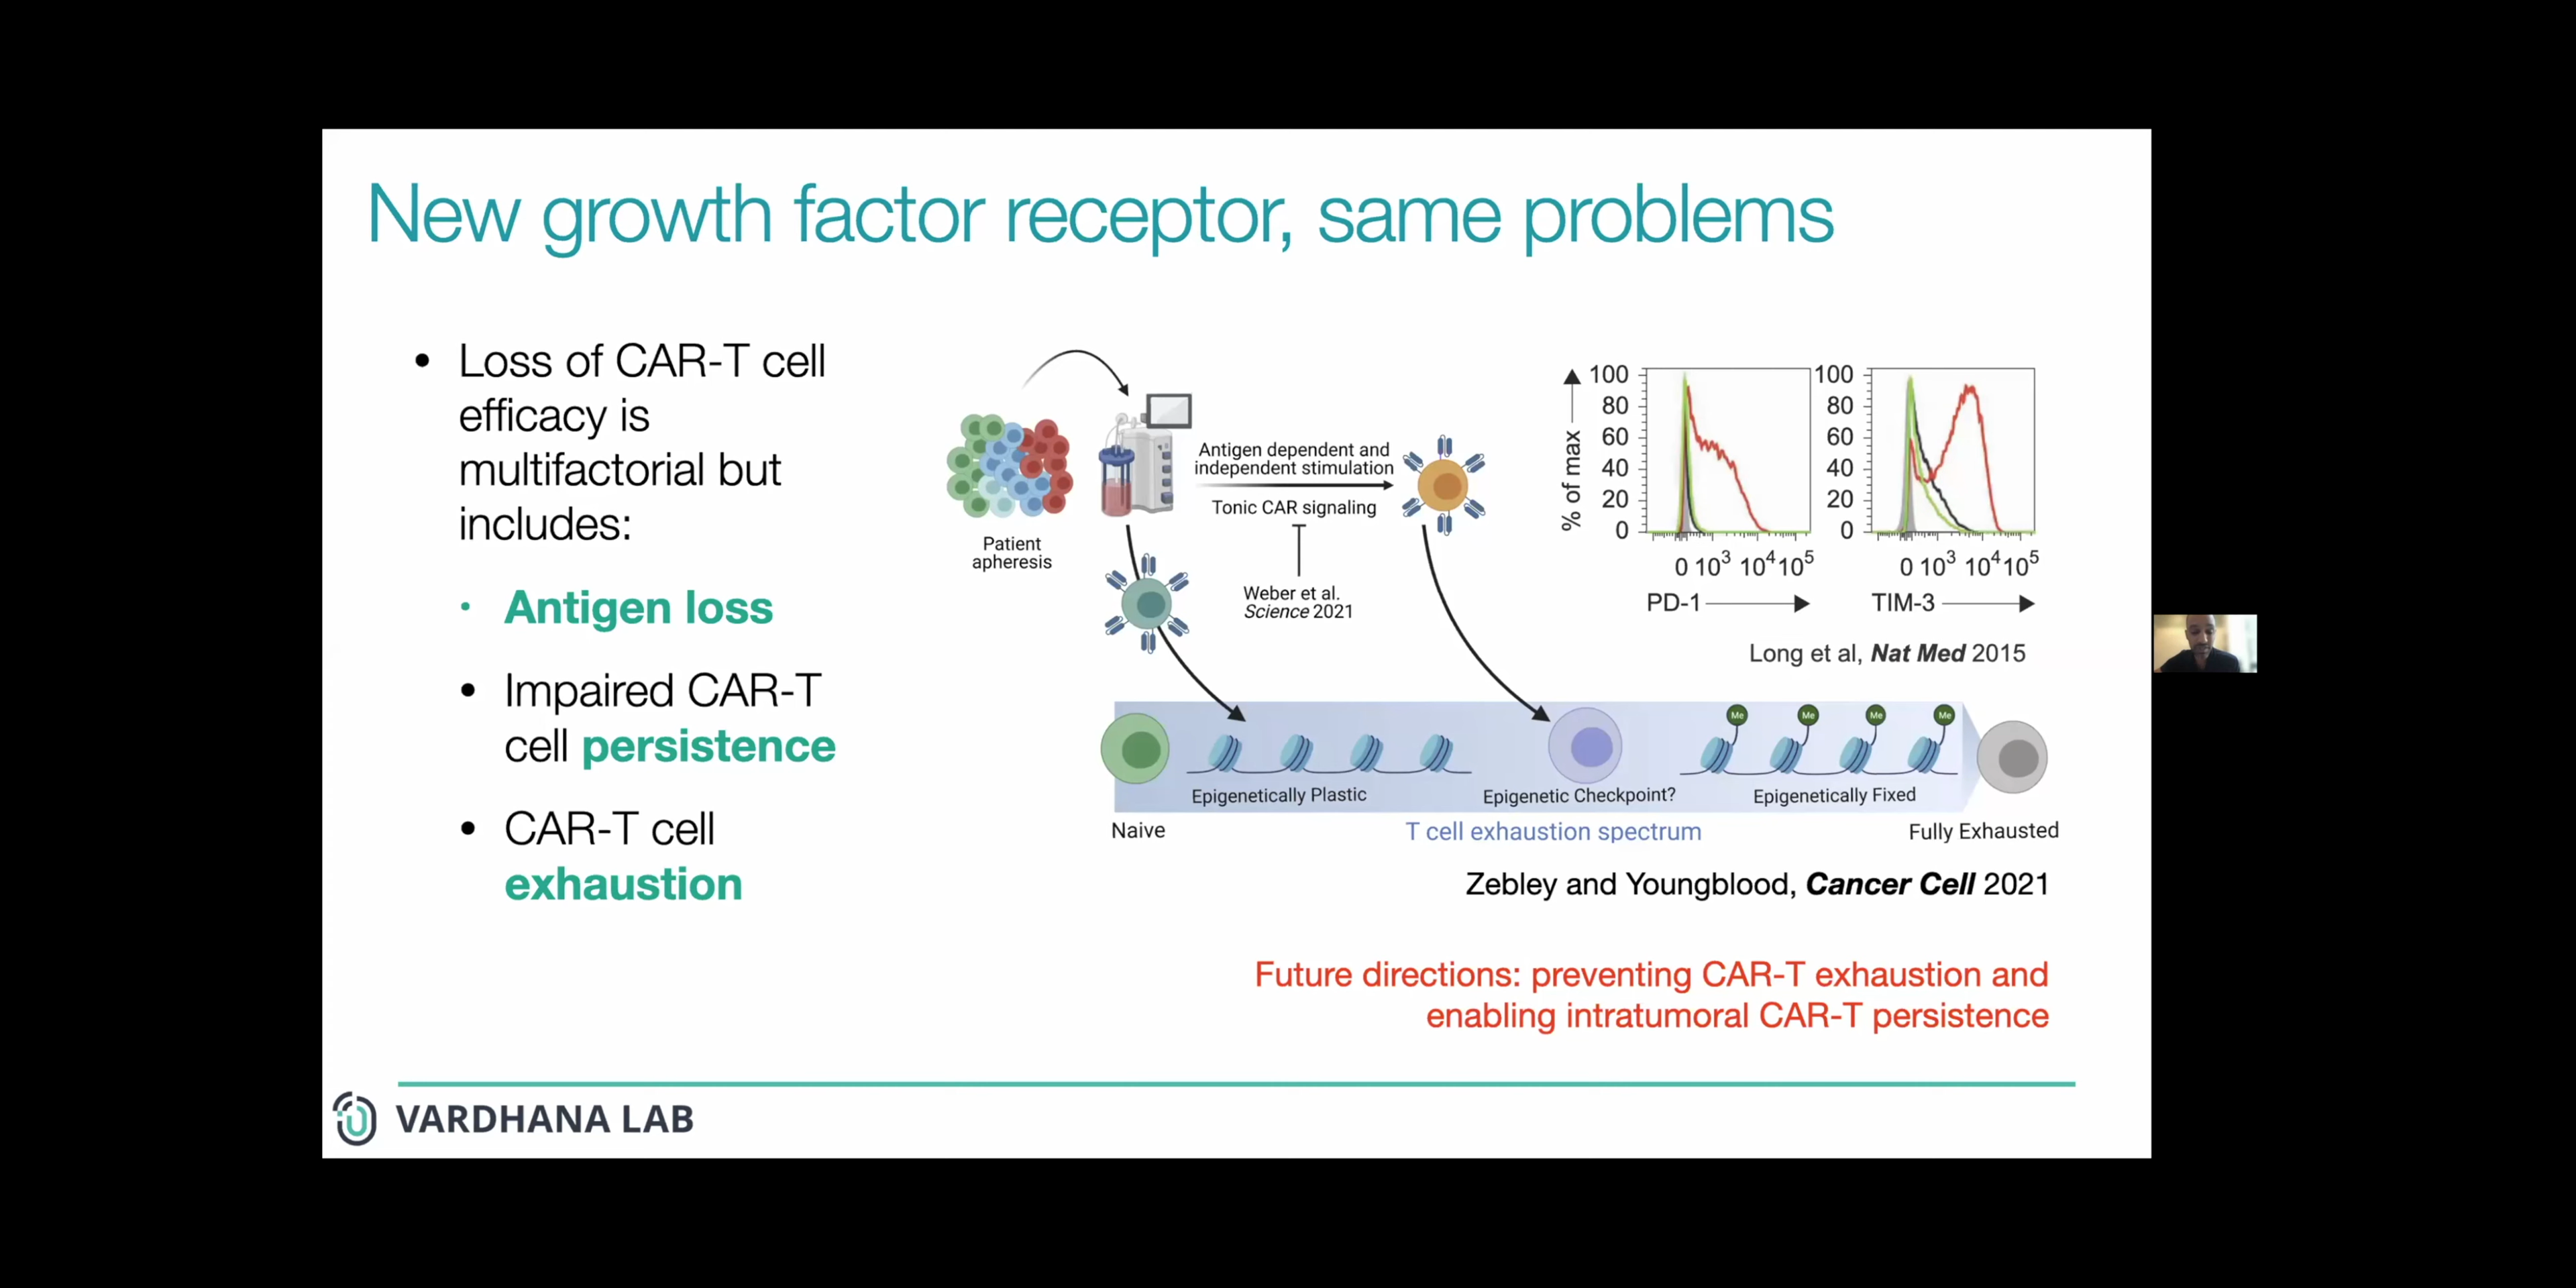 New growth factor receptor, same problems
• Loss of CAR-T cell
efficacy is
multifactorial but
includes:
• Antigen loss
• Impaired CAR-T
cell persistence
• CAR-T cell
exhaustion
Patient
apheresis
Antigen dependent and
independent stimulation
Tonic CAR signaling
Weber et al.
Science 2021
% of max
100
80
60
40
20
0
0 10³ 10⁴ 10⁵
PD-1
100
80
60
40
20
0
0 10³ 10⁴ 10⁵
TIM-3
Long et al, Nat Med 2015
Me Me Me Me
Epigenetically Plastic
Epigenetic Checkpoint?
Epigenetically Fixed
Naive
T cell exhaustion spectrum
Fully Exhausted
Zebley and Youngblood, Cancer Cell 2021
Future directions: preventing CAR-T exhaustion and
enabling intratumoral CAR-T persistence
VARDHANA LAB